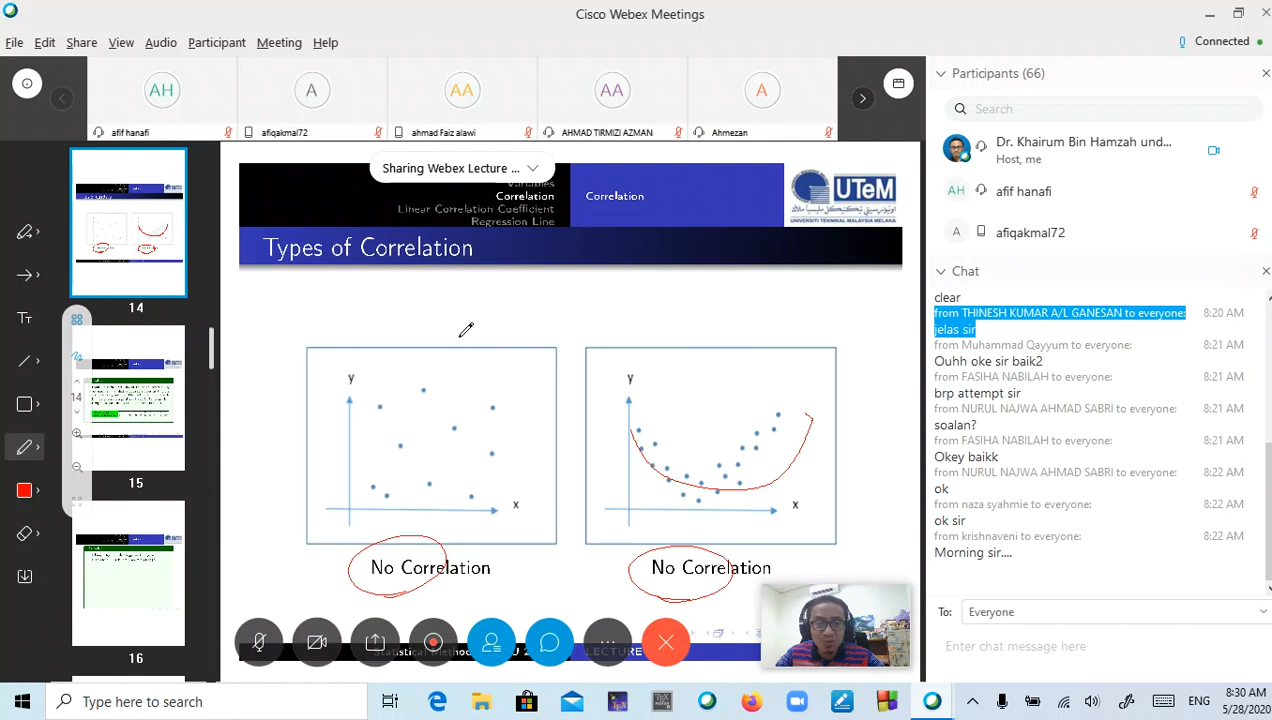 Cisco Webex Meetings
File Edit Share View Audio Participant Meeting Help
Connected
AH
A
AA
AA
A
afif hanafi
afiqakmal72
ahmad Faiz alawi
AHMAD TIRMIZI AZMAN
Ahmezan
Sharing Webex Lecture ...
Variables
Correlation
Linear Correlation Coefficient
Regression Line
Correlation
UTeM
UNIVERSITI TEKNIKAL MALAYSIA MELAKA
Types of Correlation
y
x
No Correlation
y
x
No Correlation
14
14
15
16
LECTURE
Participants (66)
Search
Dr. Khairum Bin Hamzah und...
Host, me
AH afif hanafi
A afiqakmal72
Chat
clear
from THINESH KUMAR A/L GANESAN to everyone: 8:20 AM
jelas sir
from Muhammad Qayyum to everyone: 8:21 AM
Ouhh oke sir baik2
from FASIHA NABILAH to everyone: 8:21 AM
brp attempt sir
from NURUL NAJWA AHMAD SABRI to everyone: 8:21 AM
soalan?
from FASIHA NABILAH to everyone: 8:21 AM
Okey baikk
from NURUL NAJWA AHMAD SABRI to everyone: 8:22 AM
ok
from naza syahmie to everyone: 8:22 AM
ok sir
from krishnaveni to everyone: 8:22 AM
Morning sir....
To: Everyone
Enter chat message here
Type here to search
ENG
8:30 AM
5/28/2020